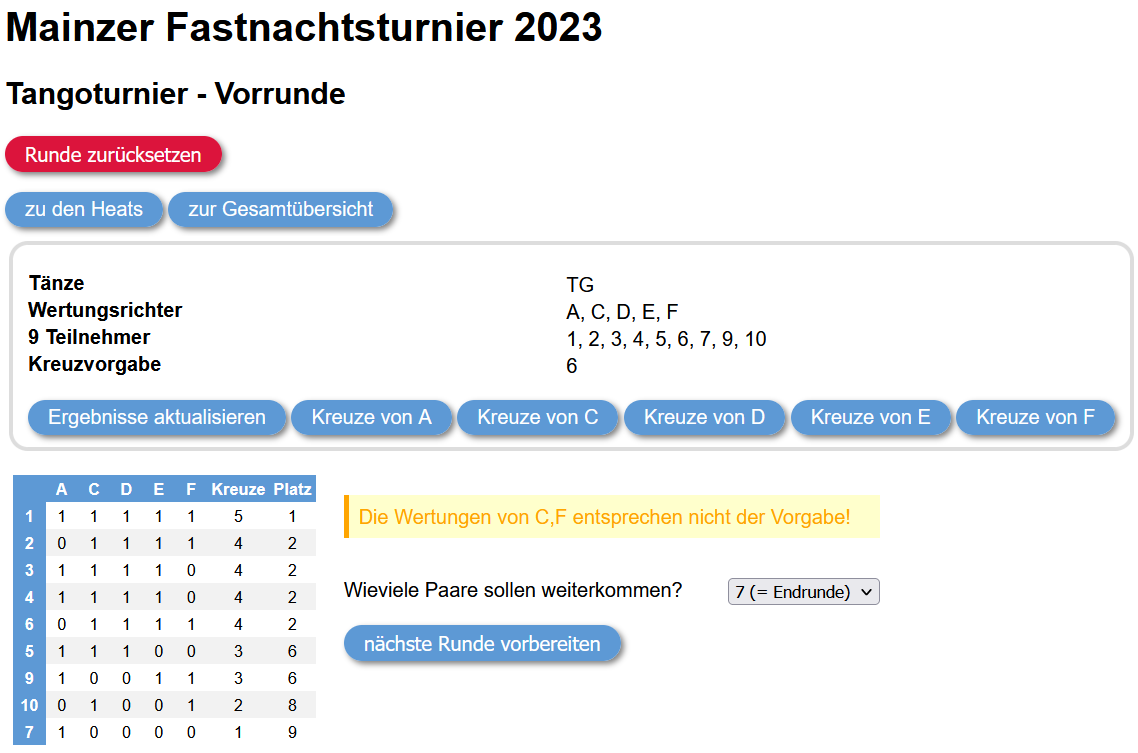 Mainzer Fastnachtsturnier 2023
Tangoturnier - Vorrunde
Runde zurücksetzen
zu den Heats zur Gesamtübersicht
Tänze TG
Wertungsrichter A, C, D, E, F
9 Teilnehmer 1, 2, 3, 4, 5, 6, 7, 9, 10
Kreuzvorgabe 6
Ergebnisse aktualisieren Kreuze von A Kreuze von C Kreuze von D Kreuze von E Kreuze von F
A C D E F Kreuze Platz
1 1 1 1 1 1 5 1
2 0 1 1 1 1 4 2
3 1 1 1 1 0 4 2
4 1 1 1 1 0 4 2
6 0 1 1 1 1 4 2
5 1 1 1 0 0 3 6
9 1 0 0 1 1 3 6
10 0 1 0 0 1 2 8
7 1 0 0 0 0 1 9
Die Wertungen von C,F entsprechen nicht der Vorgabe!
Wieviele Paare sollen weiterkommen? 7 (= Endrunde)
nächste Runde vorbereiten